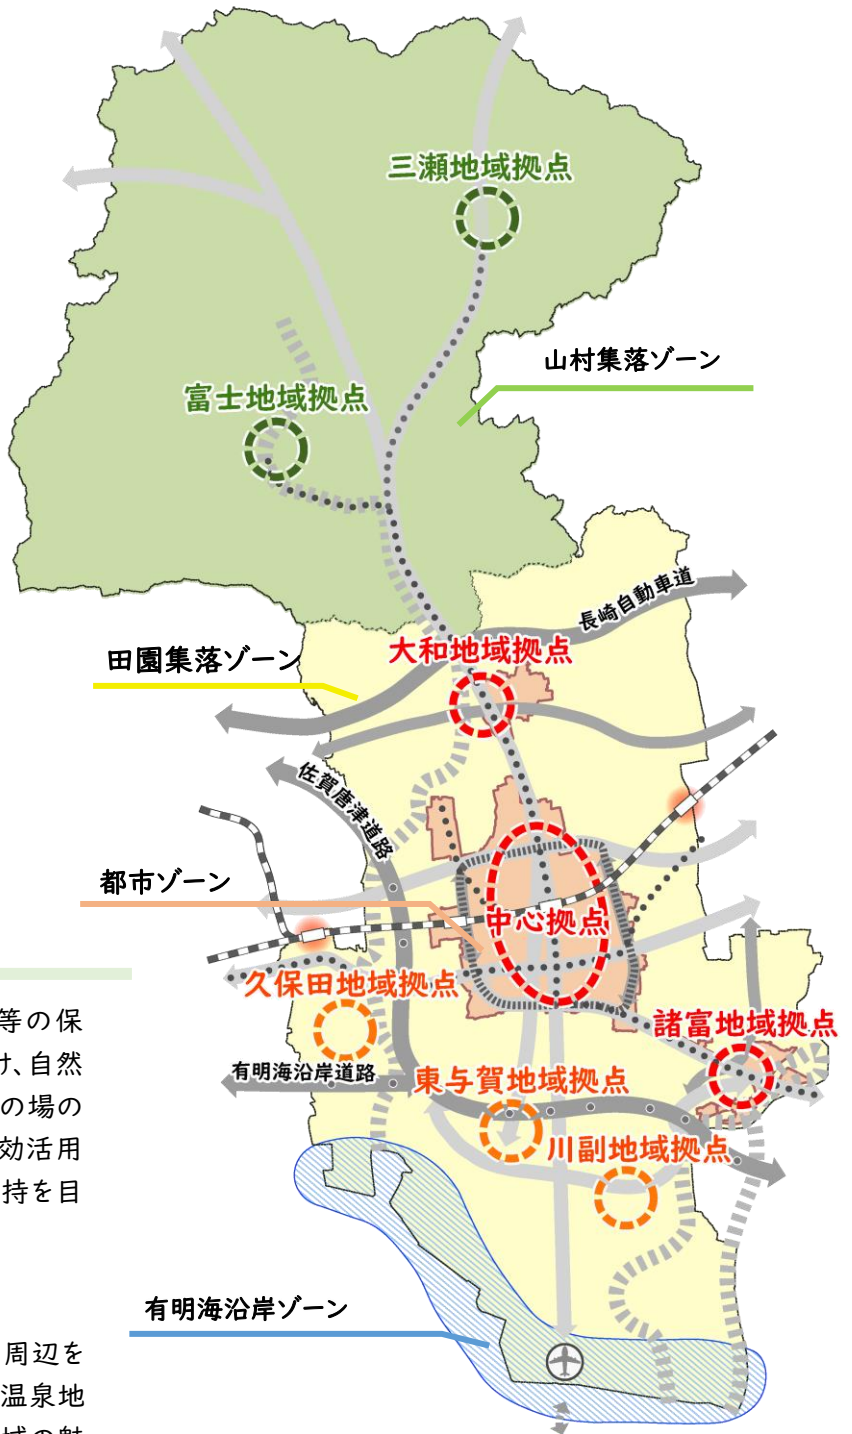 三瀬地域拠点
山村集落ゾーン
富士地域拠点
長崎自動車道
大和地域拠点
田園集落ゾーン
佐賀唐津道路
都市ゾーン
中心拠点
久保田地域拠点
諸富地域拠点
有明海沿岸道路
東与賀地域拠点
川副地域拠点
等の保
け、自然
の場の
効活用
持を目
有明海沿岸ゾーン
周辺を
温泉地
域の魅